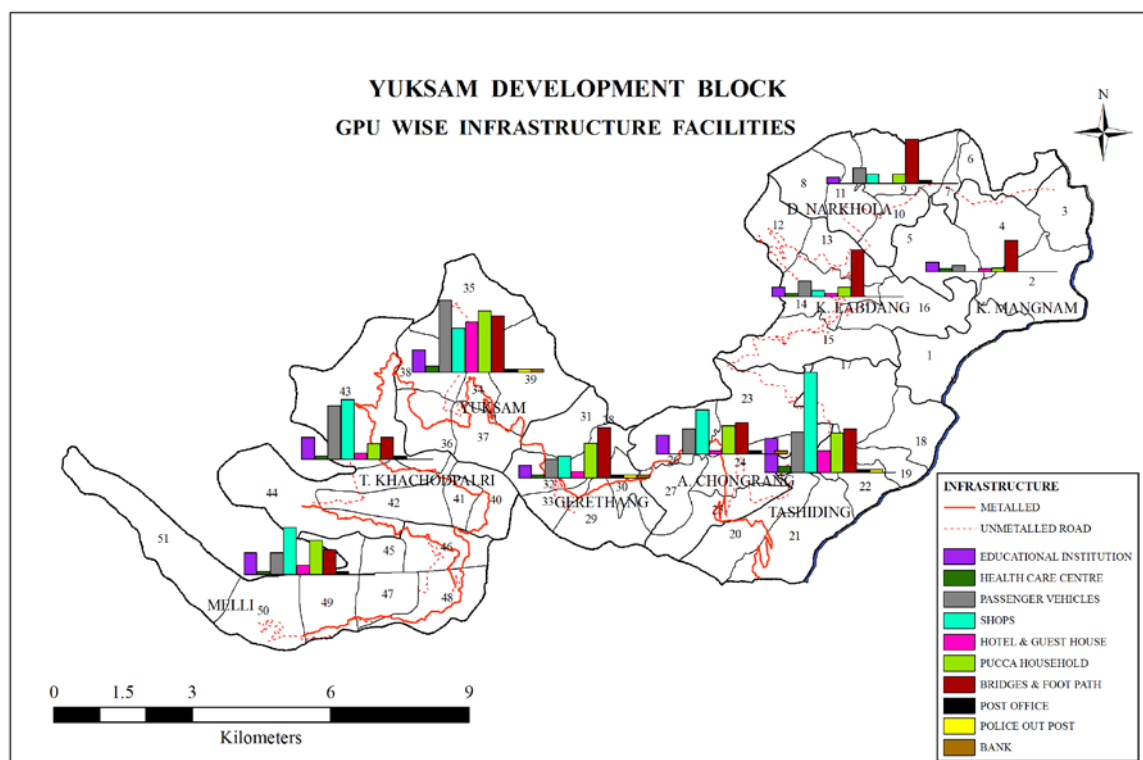 YUKSAM DEVELOPMENT BLOCK
GPU WISE INFRASTRUCTURE FACILITIES
N
6
8
11
9
7
3
D. NARKHOLA
10
12
4
5
13
2
14
K. LABDANG
16
K. MANGNAM
15
1
35
17
38
39
34
23
43
YUKSAM
31
28
37
36
18
26
24
32
30
19
T. KHACHODPALRI
A. CHONGRANG
22
44
42
41
40
33
GERETHANG
27
29
25
TASHIDING
51
20
21
45
46
47
48
49
MELLI
50
INFRASTRUCTURE
METALLED
UNMETALLED ROAD
EDUCATIONAL INSTITUTION
HEALTH CARE CENTRE
PASSENGER VEHICLES
SHOPS
HOTEL & GUEST HOUSE
PUCCA HOUSEHOLD
BRIDGES & FOOT PATH
POST OFFICE
POLICE OUT POST
BANK
0 1.5 3 6 9
Kilometers